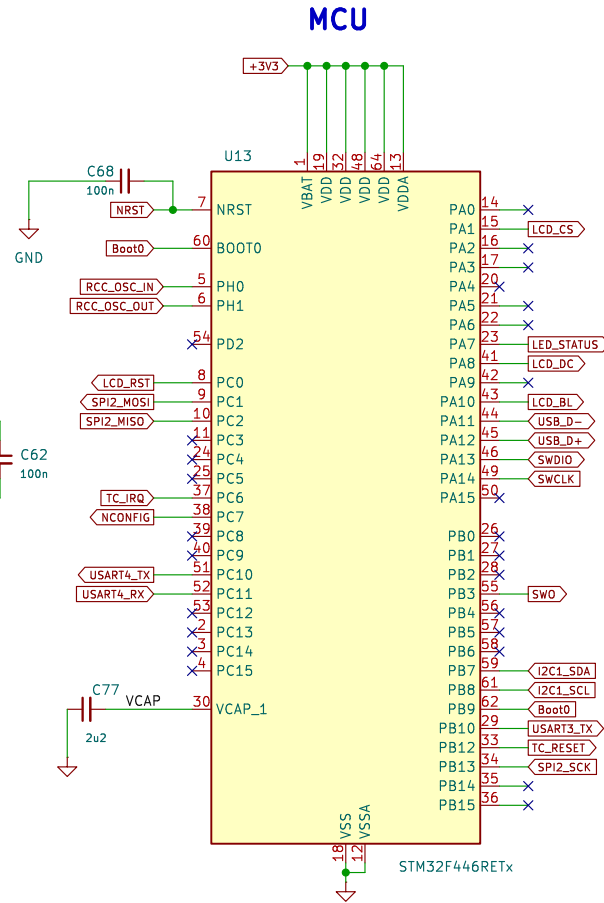 MCU
+3V3
U13
1 19 32 48 64 13
VBAT VDD VDD VDD VDD VDDA
C68
100n
NRST 7 NRST
GND
Boot0 60 BOOT0
RCC_OSC_IN 5 PH0
RCC_OSC_OUT 6 PH1
54 PD2
LCD_RST 8 PC0
SPI2_MOSI 9 PC1
SPI2_MISO 10 PC2
11 PC3
24 PC4
25 PC5
TC_IRQ 37 PC6
NCONFIG 38 PC7
39 PC8
40 PC9
USART4_TX 51 PC10
USART4_RX 52 PC11
53 PC12
2 PC13
3 PC14
4 PC15
C62
100n
C77
2u2
VCAP 30 VCAP_1
PA0 14
PA1 15 LCD_CS
PA2 16
PA3 17
PA4 20
PA5 21
PA6 22
PA7 23 LED_STATUS
PA8 41 LCD_DC
PA9 42
PA10 43 LCD_BL
PA11 44 USB_D-
PA12 45 USB_D+
PA13 46 SWDIO
PA14 49 SWCLK
PA15 50
PB0 26
PB1 27
PB2 28
PB3 55 SWO
PB4 56
PB5 57
PB6 58
PB7 59 I2C1_SDA
PB8 61 I2C1_SCL
PB9 62 Boot0
PB10 29 USART3_TX
PB12 33 TC_RESET
PB13 34 SPI2_SCK
PB14 35
PB15 36
VSS VSSA
18 12
STM32F446RETx